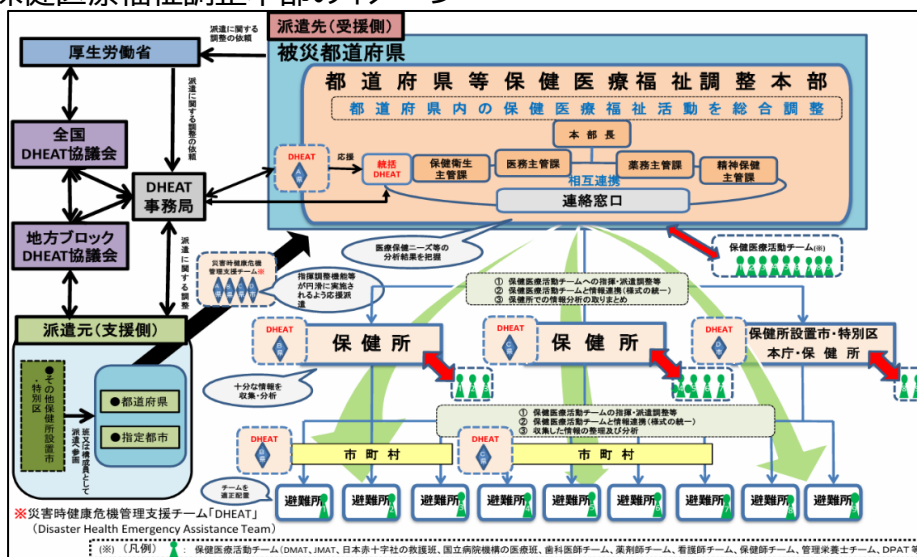 派遣に関する
調整の依頼
派遣先(受援側)
厚生労働省
被災都道府県
都道府県等保健医療福祉調整本部
都道府県内の保健医療福祉活動を総合調整
本部長
派遣に関する調整の依頼
全国
DHEAT協議会
DHEAT
応援
統括
DHEAT
保健衛生
主管課
医務主管課
薬務主管課
精神保健
主管課
相互連携
連絡窓口
DHEAT
事務局
地方ブロック
DHEAT協議会
派遣に関する調整
医療保健ニーズ等の
分析結果を把握
保健医療活動チーム(※)
災害時健康危機
管理支援チーム※
指揮調整機能等
が円滑に実施さ
れるよう応援派
遣
① 保健医療活動チームへの指揮・派遣調整等
② 保健医療活動チームと情報連携(様式の統一)
③ 保健所での情報分析の取りまとめ
派遣元(支援側)
DHEAT
保健所
DHEAT
保健所
DHEAT
保健所設置市・特別区
本庁・保健所
●その他保健所設置市・特別区
●都道府県
●指定都市
班又は構成員として派遣へ参画
十分な情報を
収集・分析
① 保健医療活動チームの指揮・派遣調整等
② 保健医療活動チームと情報連携(様式の統一)
③ 収集した情報の整理及び分析
DHEAT
市町村
DHEAT
市町村
チームを
適正配置
避難所
避難所
避難所
避難所
避難所
避難所
避難所
避難所
避難所
※災害時健康危機管理支援チーム「DHEAT」
(Disaster Health Emergency Assistance Team)
(※)(凡例) : 保健医療活動チーム(DMAT、JMAT、日本赤十字社の救護班、国立病院機構の医療班、歯科医師チーム、薬剤師チーム、看護師チーム、保健師チーム、管理栄養士チーム、DPAT